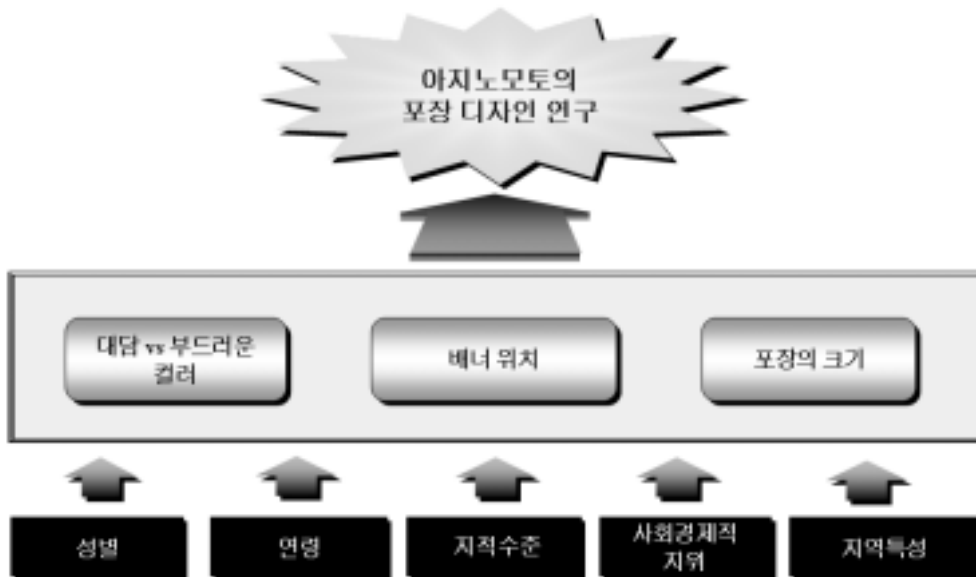 아지노모토의
포장 디자인 연구
대담 vs 부드러운
컬러
배너 위치
포장의 크기
성별
연령
지적수준
사회경제적
지위
지역특성